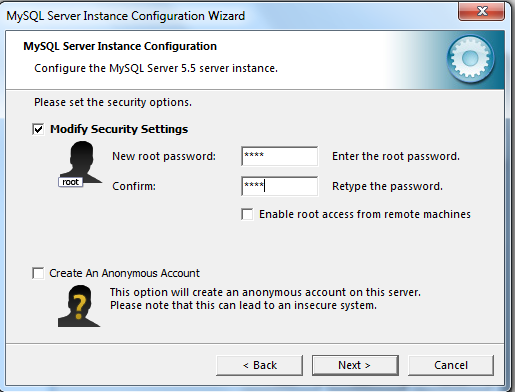 MySQL Server Instance Configuration Wizard
MySQL Server Instance Configuration
Configure the MySQL Server 5.5 server instance.
Please set the security options.
Modify Security Settings
New root password: **** Enter the root password.
root
Confirm: **** Retype the password.
Enable root access from remote machines
Create An Anonymous Account
This option will create an anonymous account on this server.
Please note that this can lead to an insecure system.
< Back Next > Cancel